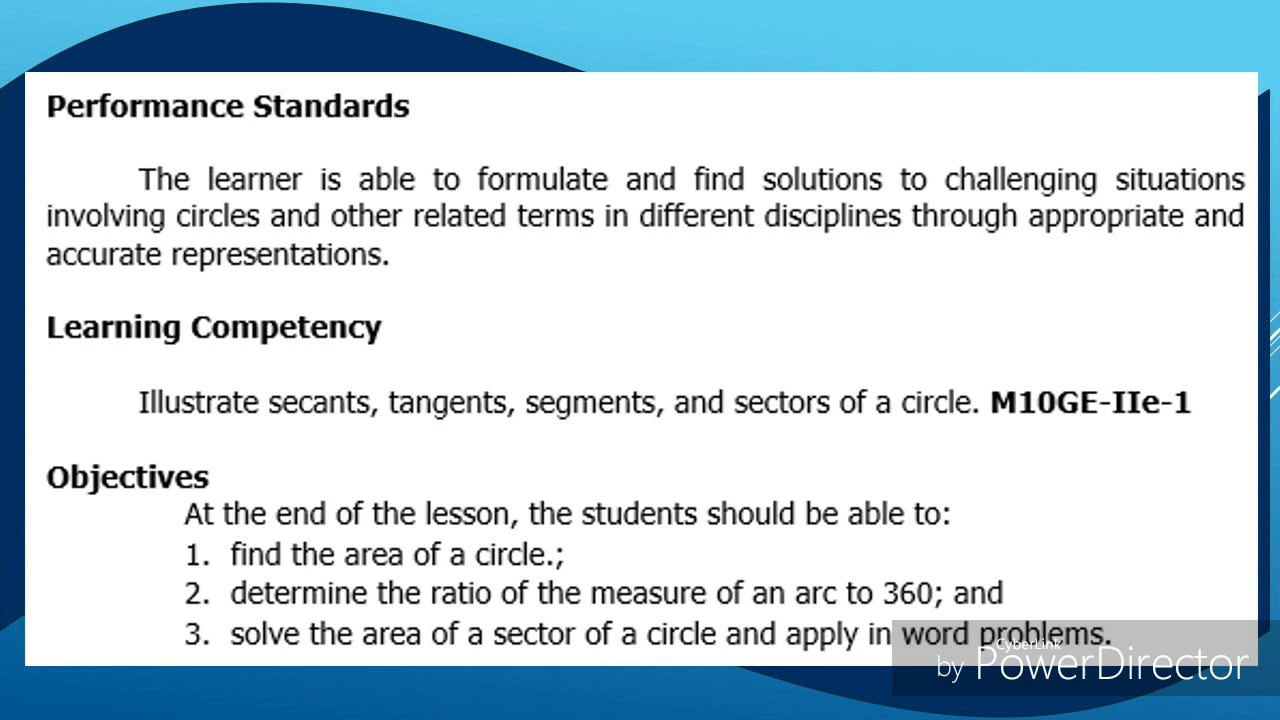 Performance Standards
The learner is able to formulate and find solutions to challenging situations
involving circles and other related terms in different disciplines through appropriate and
accurate representations.
Learning Competency
Illustrate secants, tangents, segments, and sectors of a circle. M10GE-IIe-1
Objectives
At the end of the lesson, the students should be able to:
1. find the area of a circle.;
2. determine the ratio of the measure of an arc to 360; and
3. solve the area of a sector of a circle and apply in word problems.
CyberLink
by PowerDirector